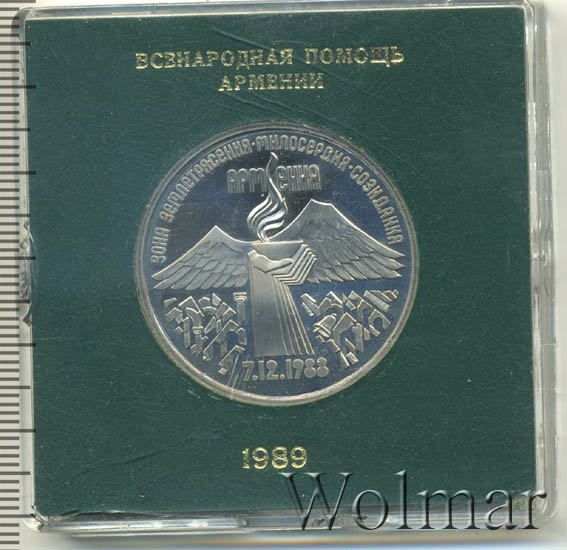 ВСЕНАРОДНАЯ ПОМОЩЬ
АРМЕНИИ
ЗОНА ЗЕМЛЕТРЯСЕНИЯ·МИЛОСЕРДИЯ·СОЗИДАНИЯ
АРМЕНИЯ
7.12.1988
1989
Wolmar